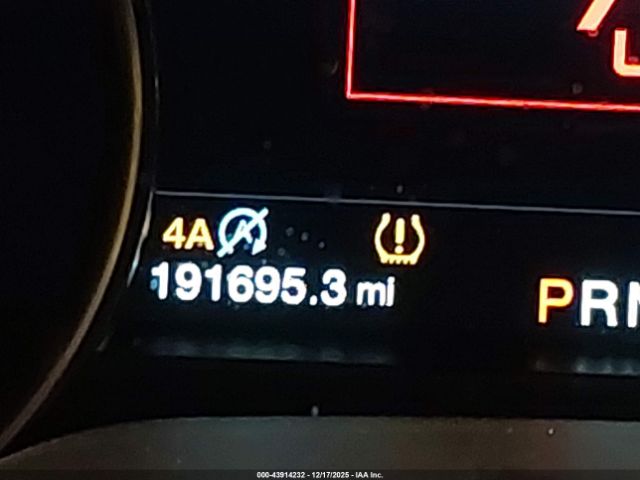 4A
191695.3 mi
PRN
000-43914232 - 12/17/2025 - IAA Inc.